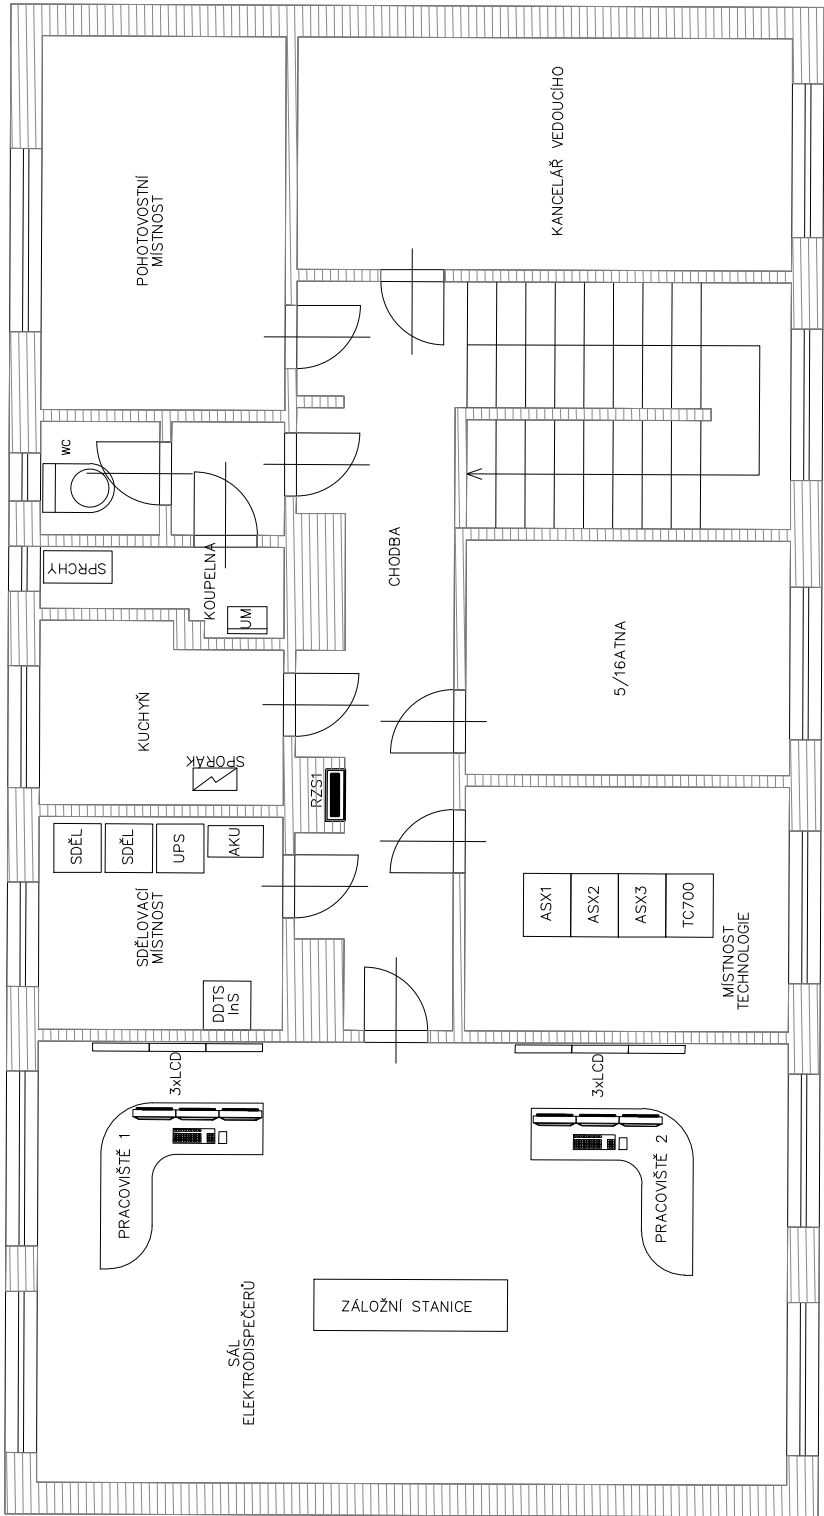 KANCELÁŘ VEDOUCÍHO
POHOTOVOSTNÍ
MÍSTNOST
WC
CHODBA
KOUPELNA
SPRCHY
UM
5/16ATNA
KUCHYŇ
SPORÁK
RZS1
SDĚL
SDĚL
UPS
AKU
SDĚLOVACÍ
MÍSTNOST
DDTS
InS
ASX1
ASX2
ASX3
TC700
MÍSTNOST
TECHNOLOGIE
3xLCD
3xLCD
PRACOVIŠTĚ 1
PRACOVIŠTĚ 2
ZÁLOŽNÍ STANICE
SÁL
ELEKTRODISPEČERŮ